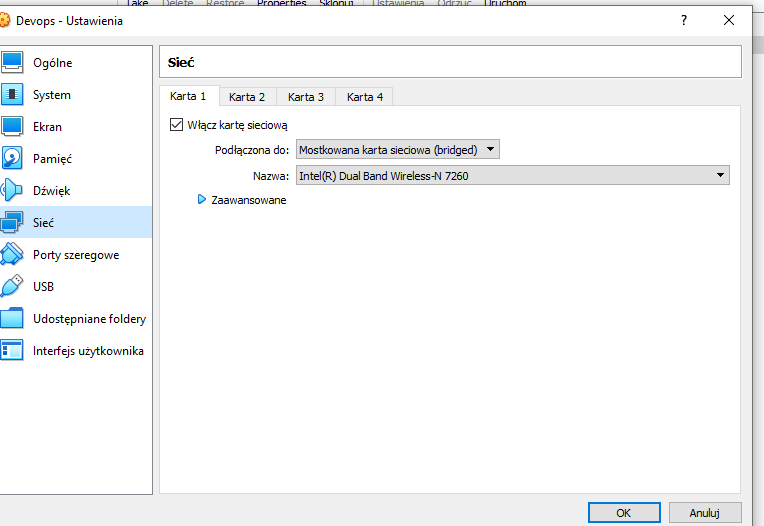 Take Delete Restore Properties Sklonuj Ustawienia Odrzuć Uruchom
Devops - Ustawienia ?
Ogólne
System
Ekran
Pamięć
Dźwięk
Sieć
Porty szeregowe
USB
Udostępniane foldery
Interfejs użytkownika
Sieć
Karta 1 Karta 2 Karta 3 Karta 4
Włącz kartę sieciową
Podłączona do: Mostkowana karta sieciowa (bridged)
Nazwa: Intel(R) Dual Band Wireless-N 7260
Zaawansowane
OK Anuluj